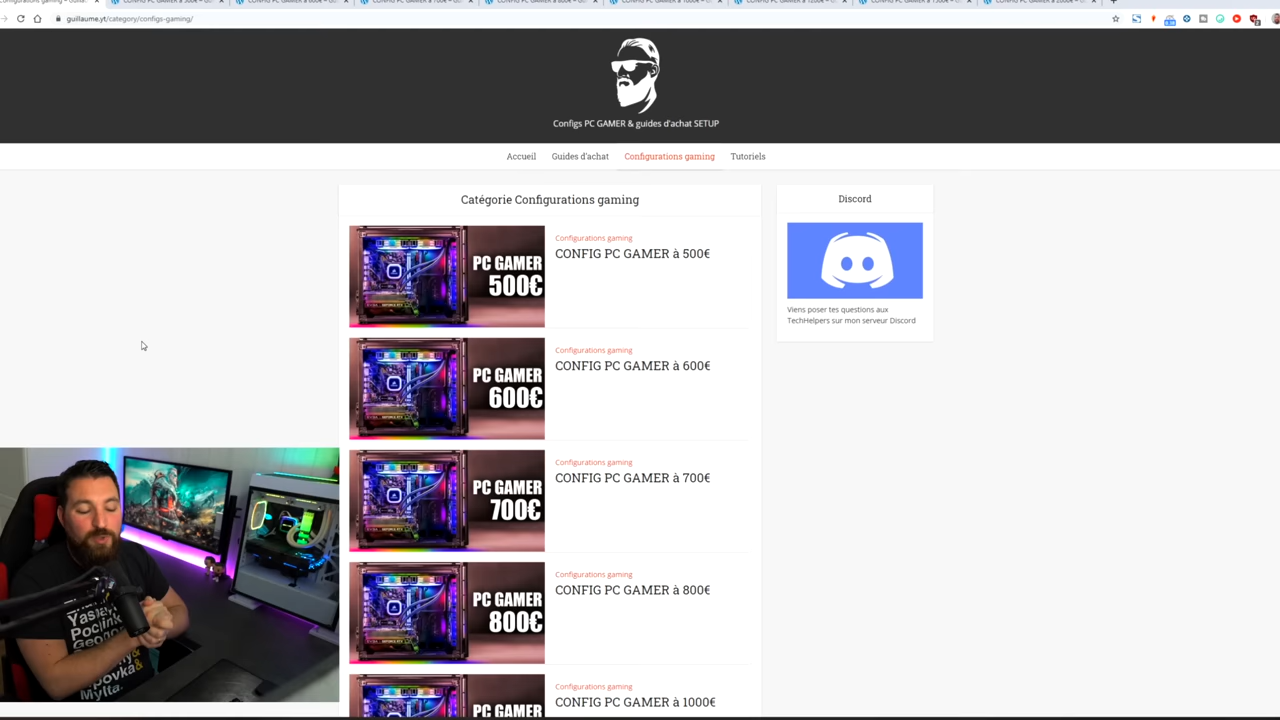 guillaume.yt/category/configs-gaming/
Configs PC GAMER & guides d'achat SETUP
Accueil
Guides d'achat
Configurations gaming
Tutoriels
Catégorie Configurations gaming
PC GAMER
500€
Configurations gaming
CONFIG PC GAMER à 500€
PC GAMER
600€
Configurations gaming
CONFIG PC GAMER à 600€
PC GAMER
700€
Configurations gaming
CONFIG PC GAMER à 700€
PC GAMER
800€
Configurations gaming
CONFIG PC GAMER à 800€
Configurations gaming
CONFIG PC GAMER à 1000€
Discord
Viens poser tes questions aux
TechHelpers sur mon serveur Discord